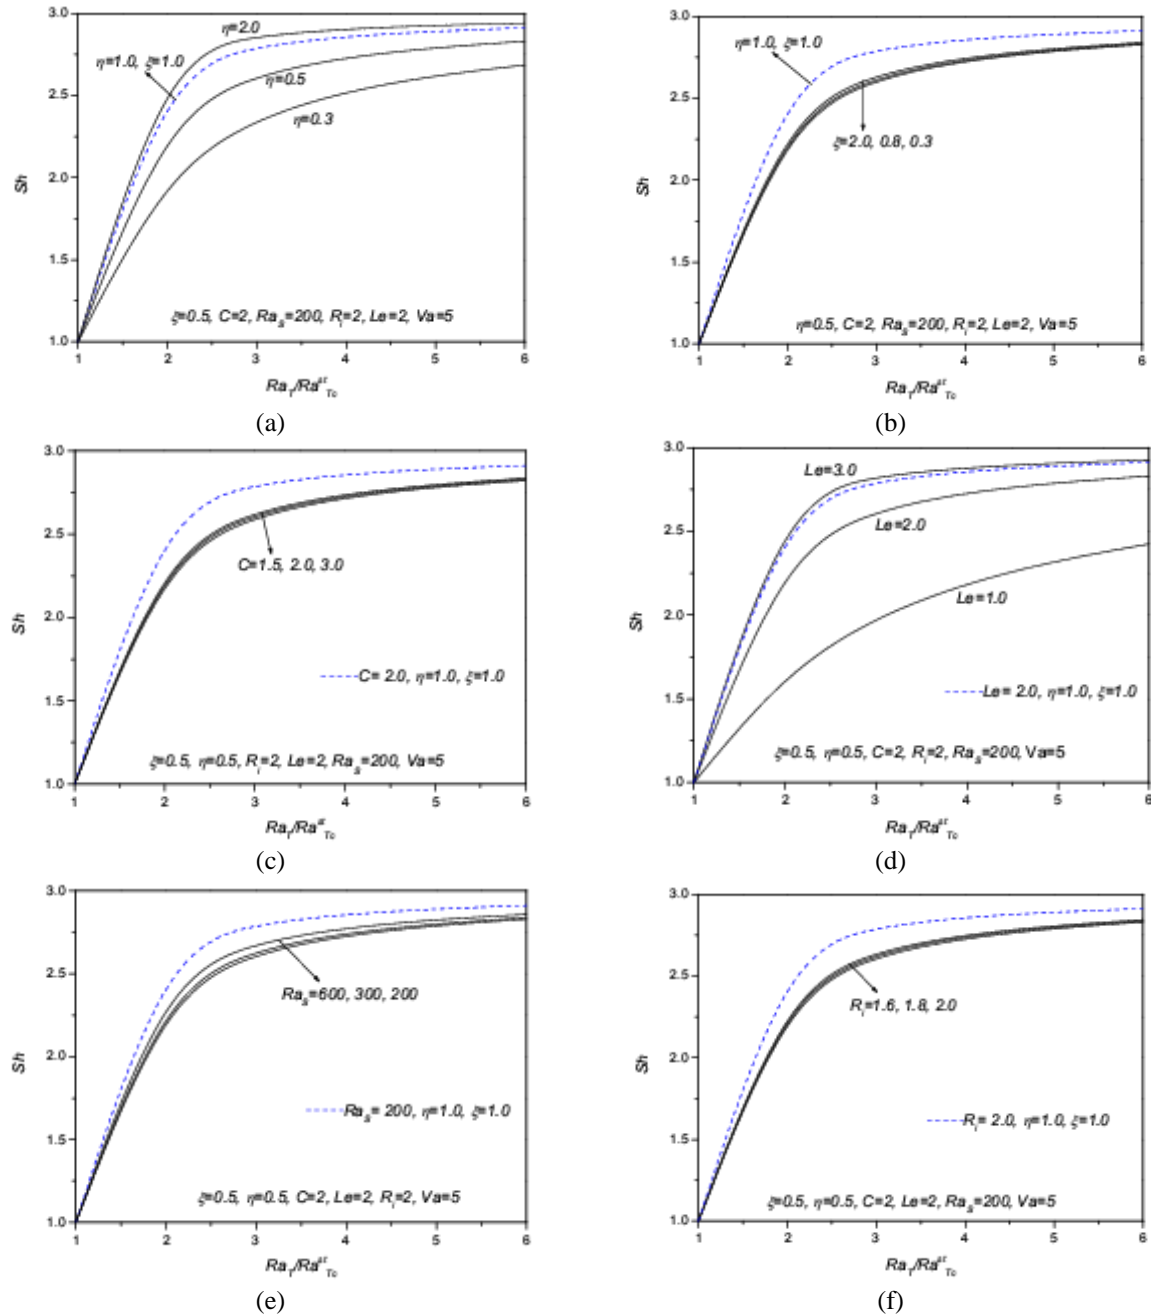 3.0
2.5
2.0
1.5
1.0
Sh
η=2.0
η=1.0, ξ=1.0
η=0.5
η=0.3
ξ=0.5, C=2, Ra_s=200, R_i=2, Le=2, Va=5
1 2 3 4 5 6
Ra_T/Ra^st_Tc
(a)
3.0
2.5
2.0
1.5
1.0
Sh
η=1.0, ξ=1.0
ξ=2.0, 0.8, 0.3
η=0.5, C=2, Ra_s=200, R_i=2, Le=2, Va=5
1 2 3 4 5 6
Ra_T/Ra^st_Tc
(b)
3.0
2.5
2.0
1.5
1.0
Sh
C=1.5, 2.0, 3.0
C= 2.0, η=1.0, ξ=1.0
ξ=0.5, η=0.5, R_i=2, Le=2, Ra_s=200, Va=5
1 2 3 4 5 6
Ra_T/Ra^st_Tc
(c)
3.0
2.5
2.0
1.5
1.0
Sh
Le=3.0
Le=2.0
Le=1.0
Le= 2.0, η=1.0, ξ=1.0
ξ=0.5, η=0.5, C=2, R_i=2, Ra_s=200, Va=5
1 2 3 4 5 6
Ra_T/Ra^st_Tc
(d)
3.0
2.5
2.0
1.5
1.0
Sh
Ra_s=600, 300, 200
Ra_s= 200, η=1.0, ξ=1.0
ξ=0.5, η=0.5, C=2, Le=2, R_i=2, Va=5
1 2 3 4 5 6
Ra_T/Ra^st_Tc
(e)
3.0
2.5
2.0
1.5
1.0
Sh
R_i=1.6, 1.8, 2.0
R_i= 2.0, η=1.0, ξ=1.0
ξ=0.5, η=0.5, C=2, Le=2, Ra_s=200, Va=5
1 2 3 4 5 6
Ra_T/Ra^st_Tc
(f)